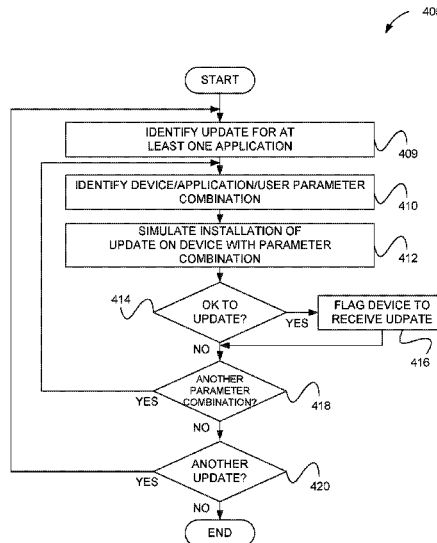 START
IDENTIFY UPDATE FOR AT
LEAST ONE APPLICATION
409
IDENTIFY DEVICE/APPLICATION/USER PARAMETER
COMBINATION
410
SIMULATE INSTALLATION OF
UPDATE ON DEVICE WITH PARAMETER
COMBINATION
412
414
OK TO
UPDATE?
YES
FLAG DEVICE TO
RECEIVE UDPATE
416
NO
ANOTHER
PARAMETER
COMBINATION?
YES
418
NO
ANOTHER
UPDATE?
YES
420
NO
END